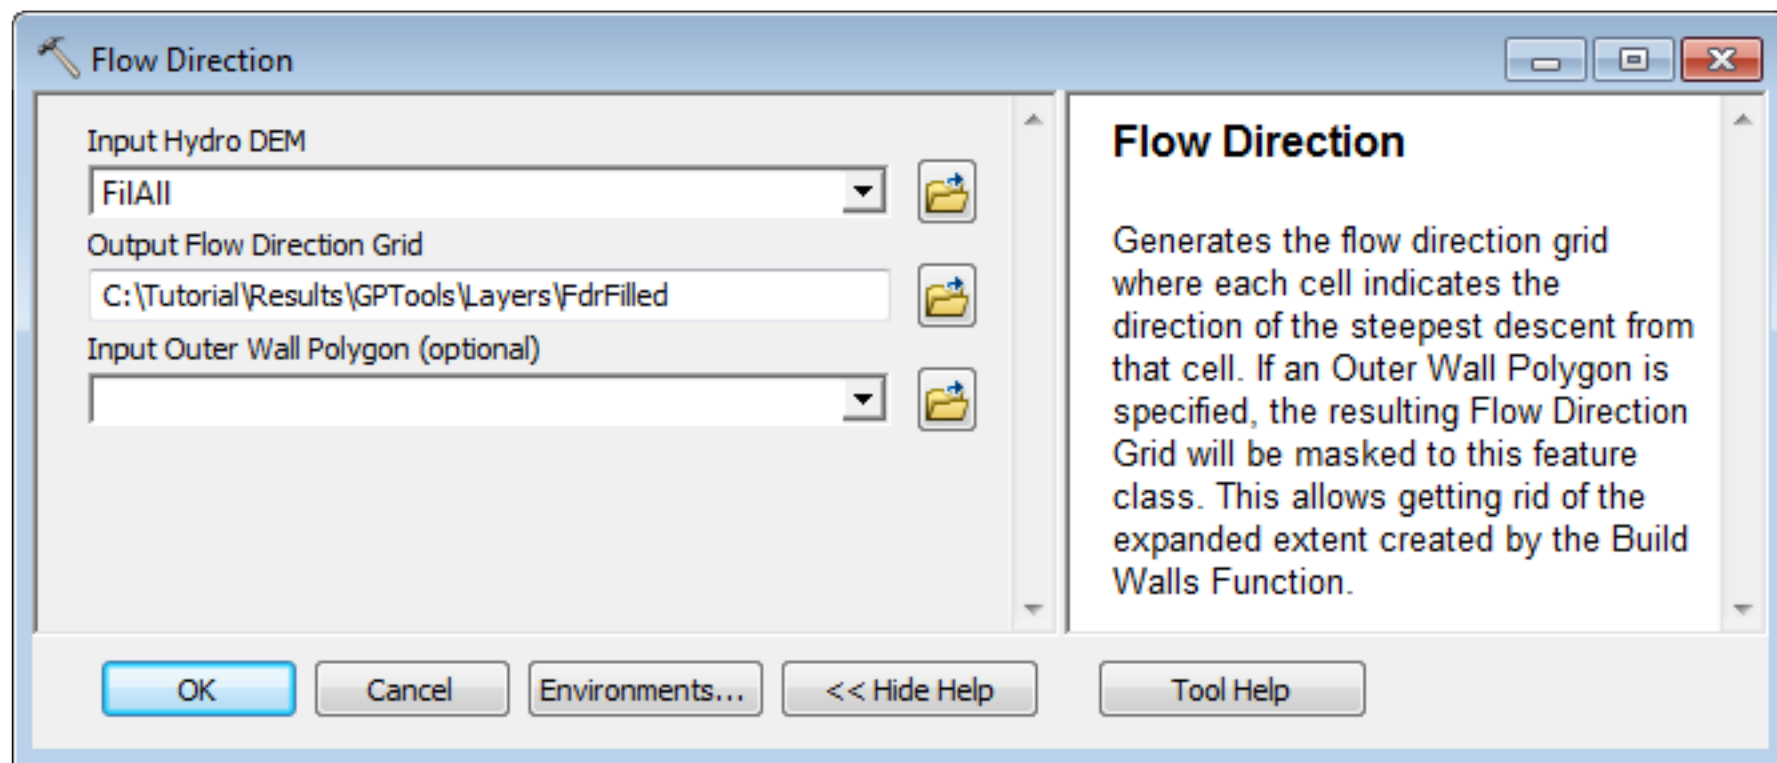 Flow Direction
Input Hydro DEM
FilAll
Output Flow Direction Grid
C:\Tutorial\Results\GPTools\Layers\FdrFilled
Input Outer Wall Polygon (optional)
Flow Direction
Generates the flow direction grid
where each cell indicates the
direction of the steepest descent from
that cell. If an Outer Wall Polygon is
specified, the resulting Flow Direction
Grid will be masked to this feature
class. This allows getting rid of the
expanded extent created by the Build
Walls Function.
OK
Cancel
Environments...
<< Hide Help
Tool Help